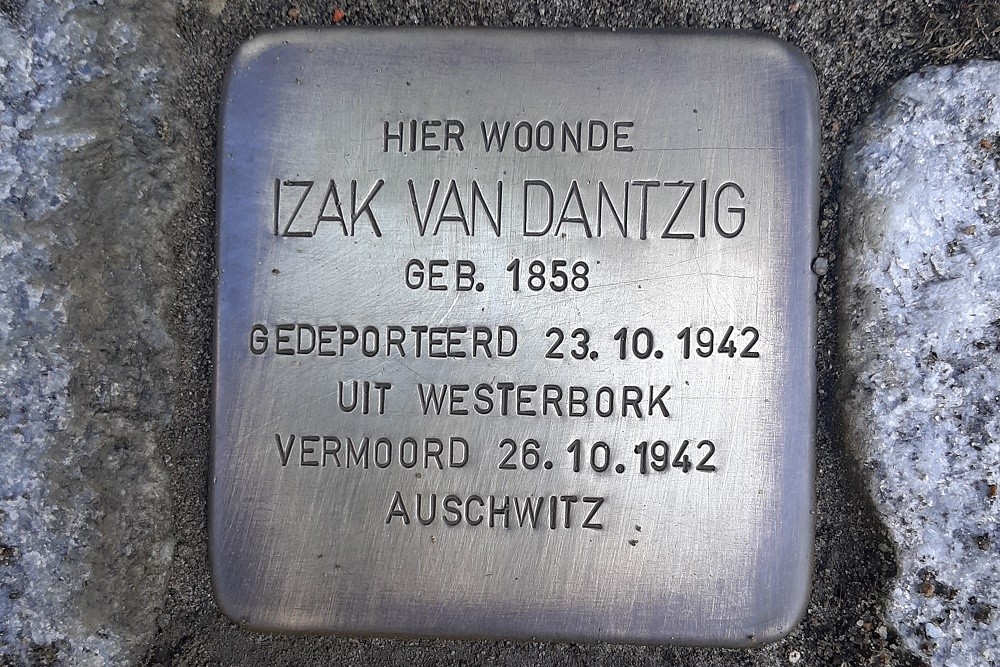 HIER WOONDE
IZAK VAN DANTZIG
GEB. 1858
GEDEPORTEERD 23.10.1942
UIT WESTERBORK
VERMOORD 26.10.1942
AUSCHWITZ